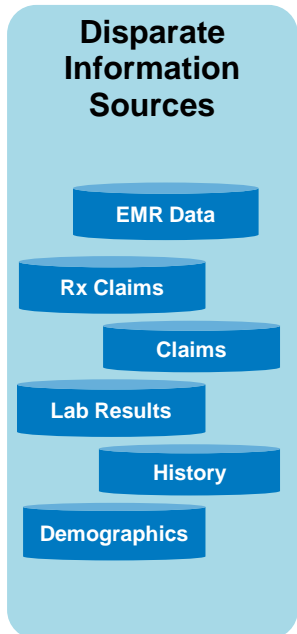 Disparate
Information
Sources
EMR Data
Rx Claims
Claims
Lab Results
History
Demographics